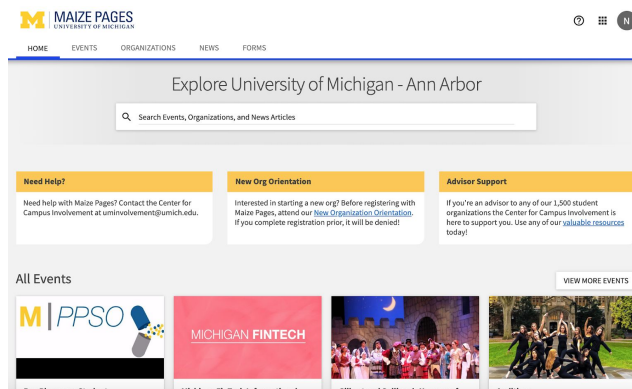 M
MAIZE PAGES
UNIVERSITY OF MICHIGAN
N
HOME EVENTS ORGANIZATIONS NEWS FORMS
Explore University of Michigan - Ann Arbor
Search Events, Organizations, and News Articles
Need Help?
Need help with Maize Pages? Contact the Center for
Campus Involvement at uminvolvement@umich.edu.
New Org Orientation
Interested in starting a new org? Before registering with
Maize Pages, attend our New Organization Orientation.
If you complete registration prior, it will be denied!
Advisor Support
If you're an advisor to any of our 1,500 student
organizations the Center for Campus Involvement is
here to support you. Use any of our valuable resources
today!
All Events
VIEW MORE EVENTS
M PPSO
MICHIGAN FINTECH